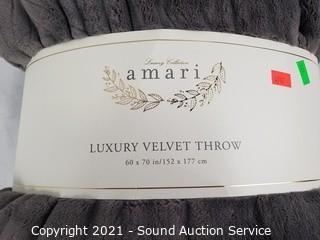 Luxury Collection
amari
LUXURY VELVET THROW
60 x 70 in/152 x 177 cm
Copyright 2021 - Sound Auction Service